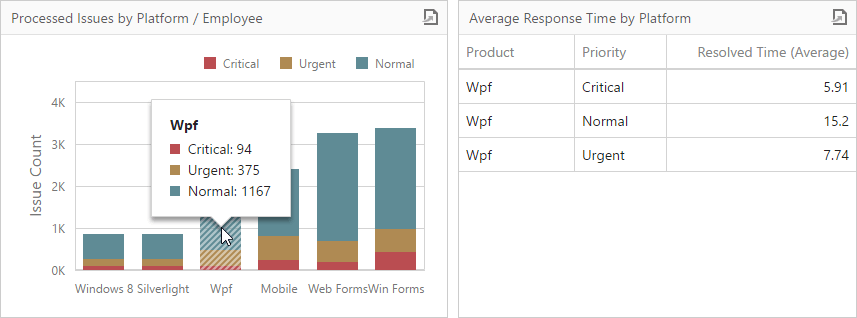 Processed Issues by Platform / Employee
Critical Urgent Normal
Issue Count
4K
3K
2K
1K
0K
Wpf
Critical: 94
Urgent: 375
Normal: 1167
Windows 8 Silverlight Wpf Mobile Web Forms Win Forms
Average Response Time by Platform
Product Priority Resolved Time (Average)
Wpf Critical 5.91
Wpf Normal 15.2
Wpf Urgent 7.74